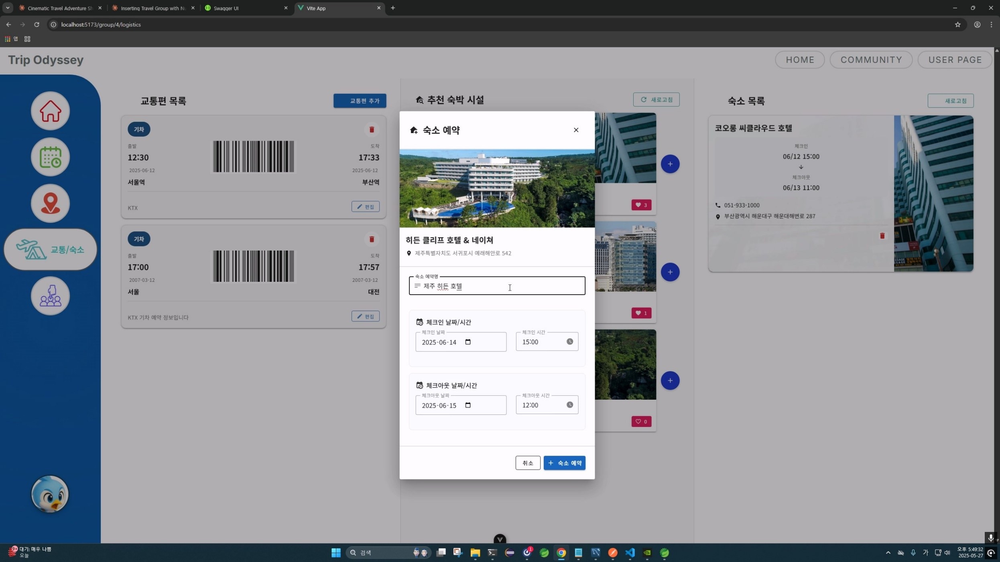 Cinematic Travel Adventure Sh
Inserting Travel Group with Nu
Swagger UI
Vite App
localhost:5173/group/4/logistics
앱
Trip Odyssey
HOME
COMMUNITY
USER PAGE
교통/숙소
교통편 목록
교통편 추가
기차
출발
도착
12:30
17:33
2025-06-12
2025-06-12
서울역
부산역
KTX
편집
기차
출발
도착
17:00
17:57
2007-03-12
2007-03-12
서울
대전
KTX 기차 예약 정보입니다
편집
추천 숙박 시설
새로고침
3
1
0
숙소 예약
히든 클리프 호텔 & 네이쳐
제주특별자치도 서귀포시 예래해안로 542
숙소 예약명
제주 히든 호텔
체크인 날짜/시간
체크인 날짜
체크인 시간
2025-06-14
15:00
체크아웃 날짜/시간
체크아웃 날짜
체크아웃 시간
2025-06-15
12:00
취소
숙소 예약
숙소 목록
새로고침
코오롱 씨클라우드 호텔
체크인
06/12 15:00
체크아웃
06/13 11:00
051-933-1000
부산광역시 해운대구 해운대해변로 287
9+
대기: 매우 나쁨
오늘
검색
1
가
오후 5:49:32
2025-05-27